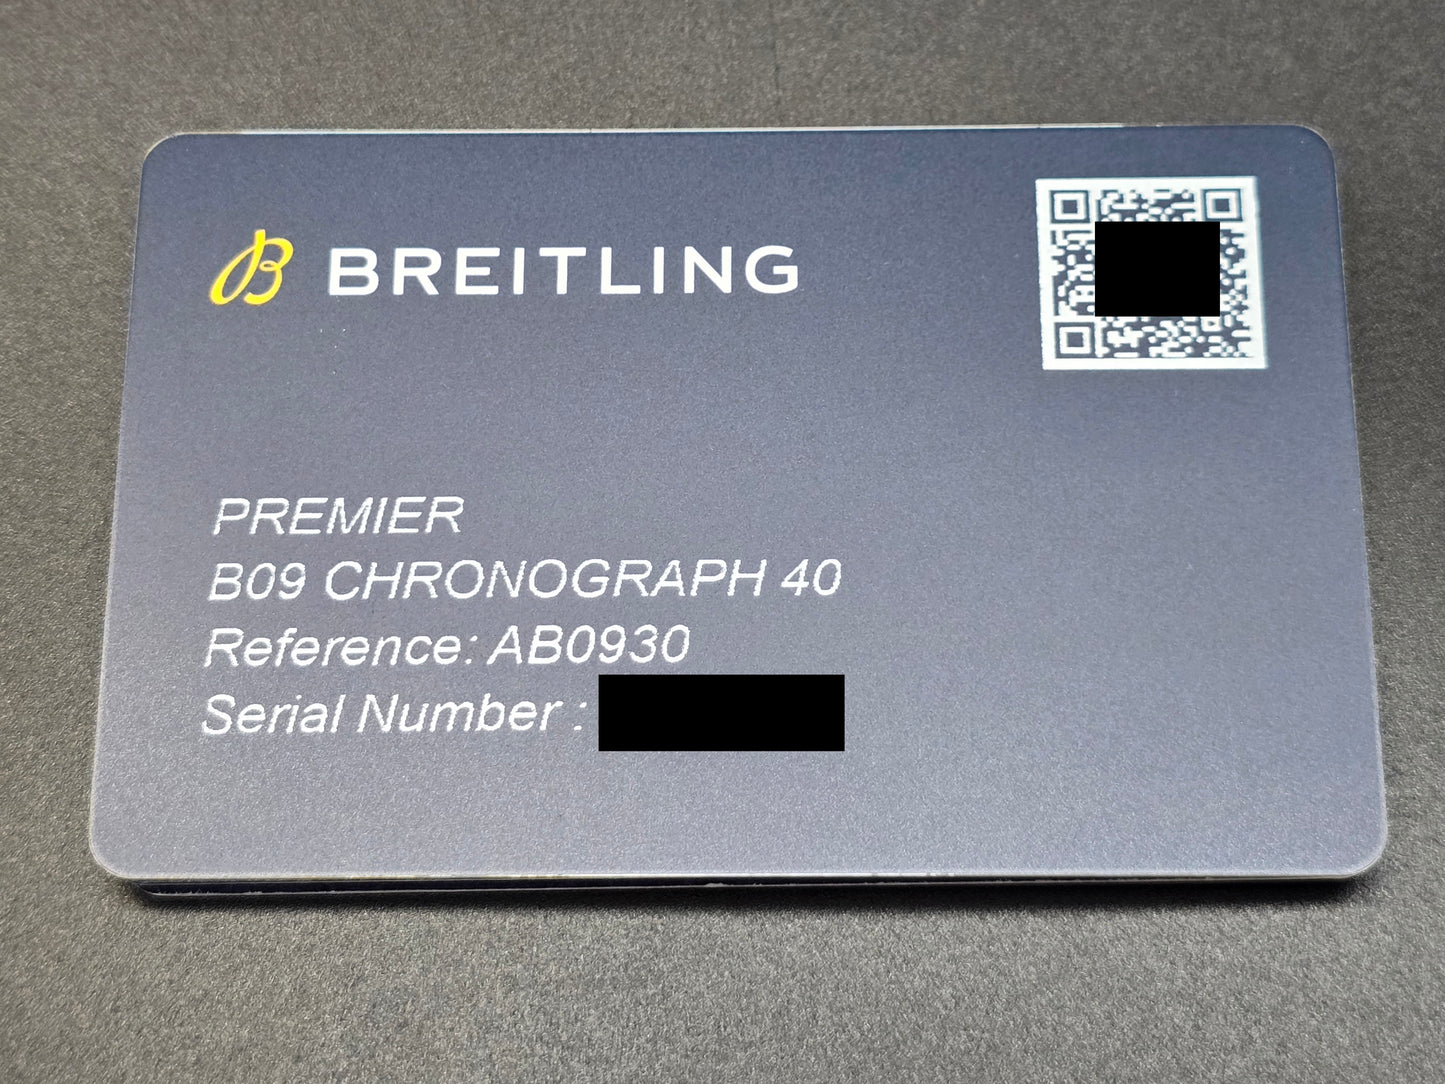 BREITLING
PREMIER
B09 CHRONOGRAPH 40
Reference: AB0930
Serial Number :